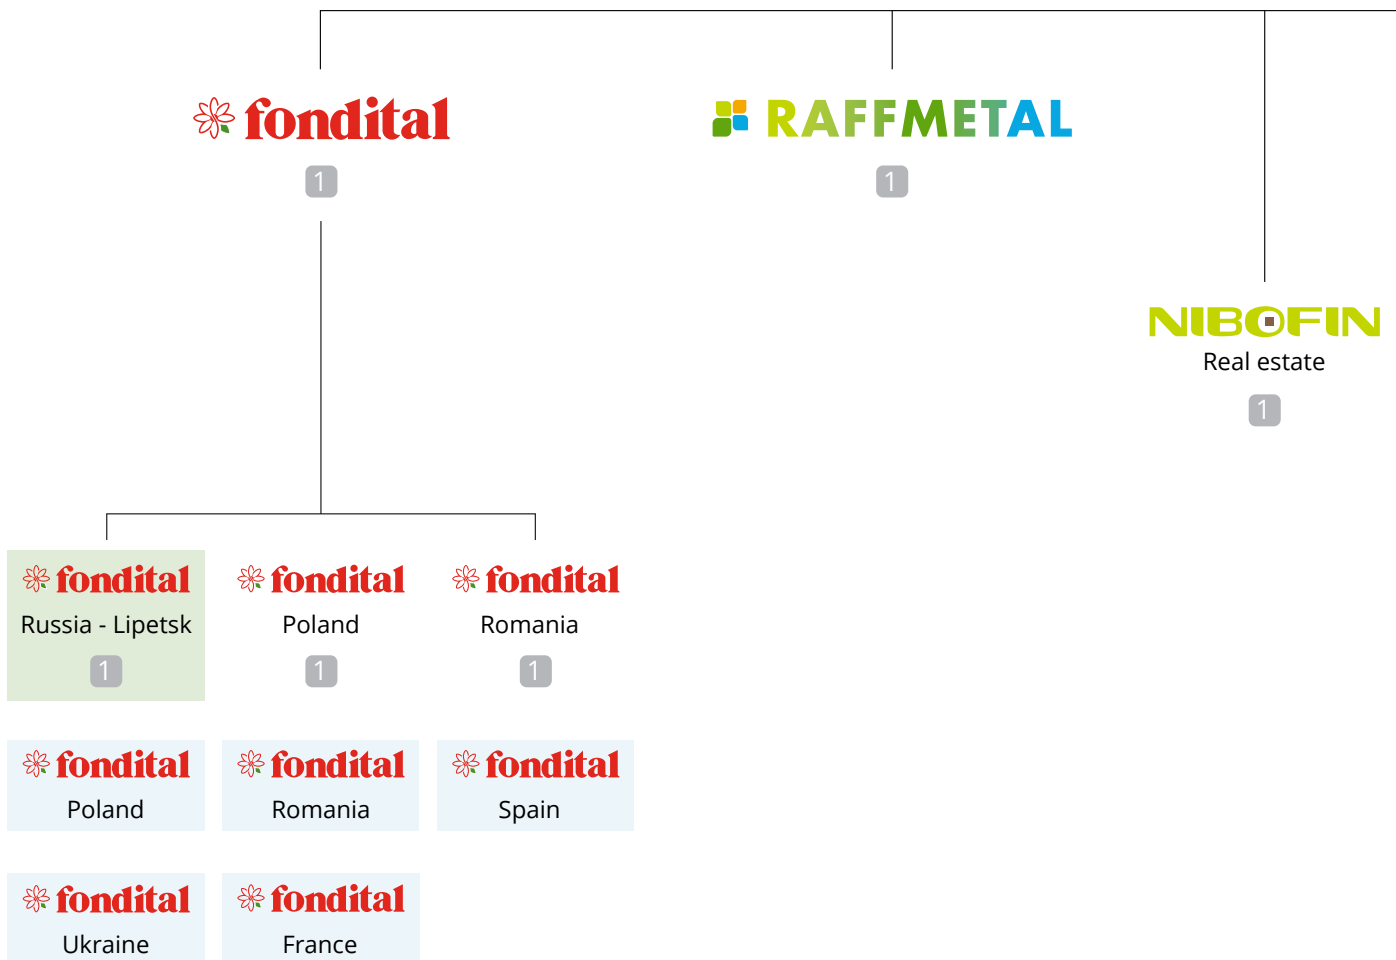 fondital
RAFFMETAL
1
1
NIBOFIN
Real estate
1
fondital
fondital
fondital
Russia - Lipetsk
Poland
Romania
1
1
1
fondital
fondital
fondital
Poland
Romania
Spain
fondital
fondital
Ukraine
France